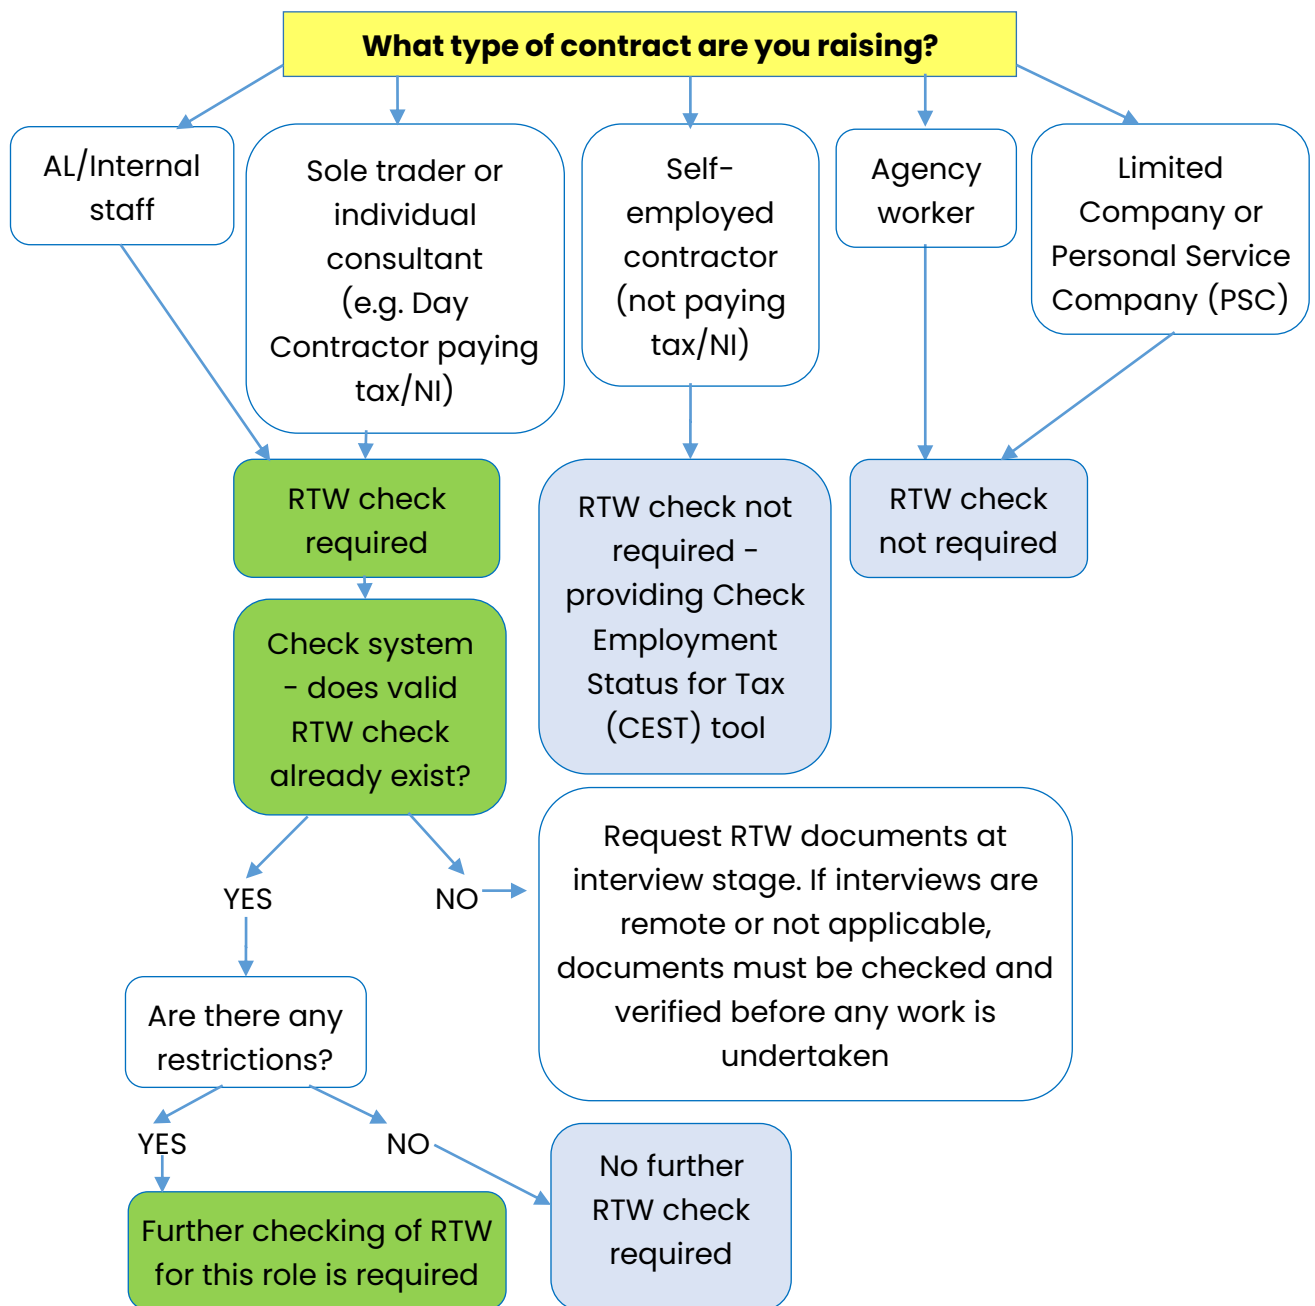 What type of contract are you raising?
AL/Internal
staff
Sole trader or
individual
consultant
(e.g. Day
Contractor paying
tax/NI)
Self-
employed
contractor
(not paying
tax/NI)
Agency
worker
Limited
Company or
Personal Service
Company (PSC)
RTW check
required
RTW check not
required -
providing Check
Employment
Status for Tax
(CEST) tool
RTW check
not required
Check system
- does valid
RTW check
already exist?
YES
NO
Request RTW documents at
interview stage. If interviews are
remote or not applicable,
documents must be checked and
verified before any work is
undertaken
Are there any
restrictions?
YES
NO
No further
RTW check
required
Further checking of RTW
for this role is required